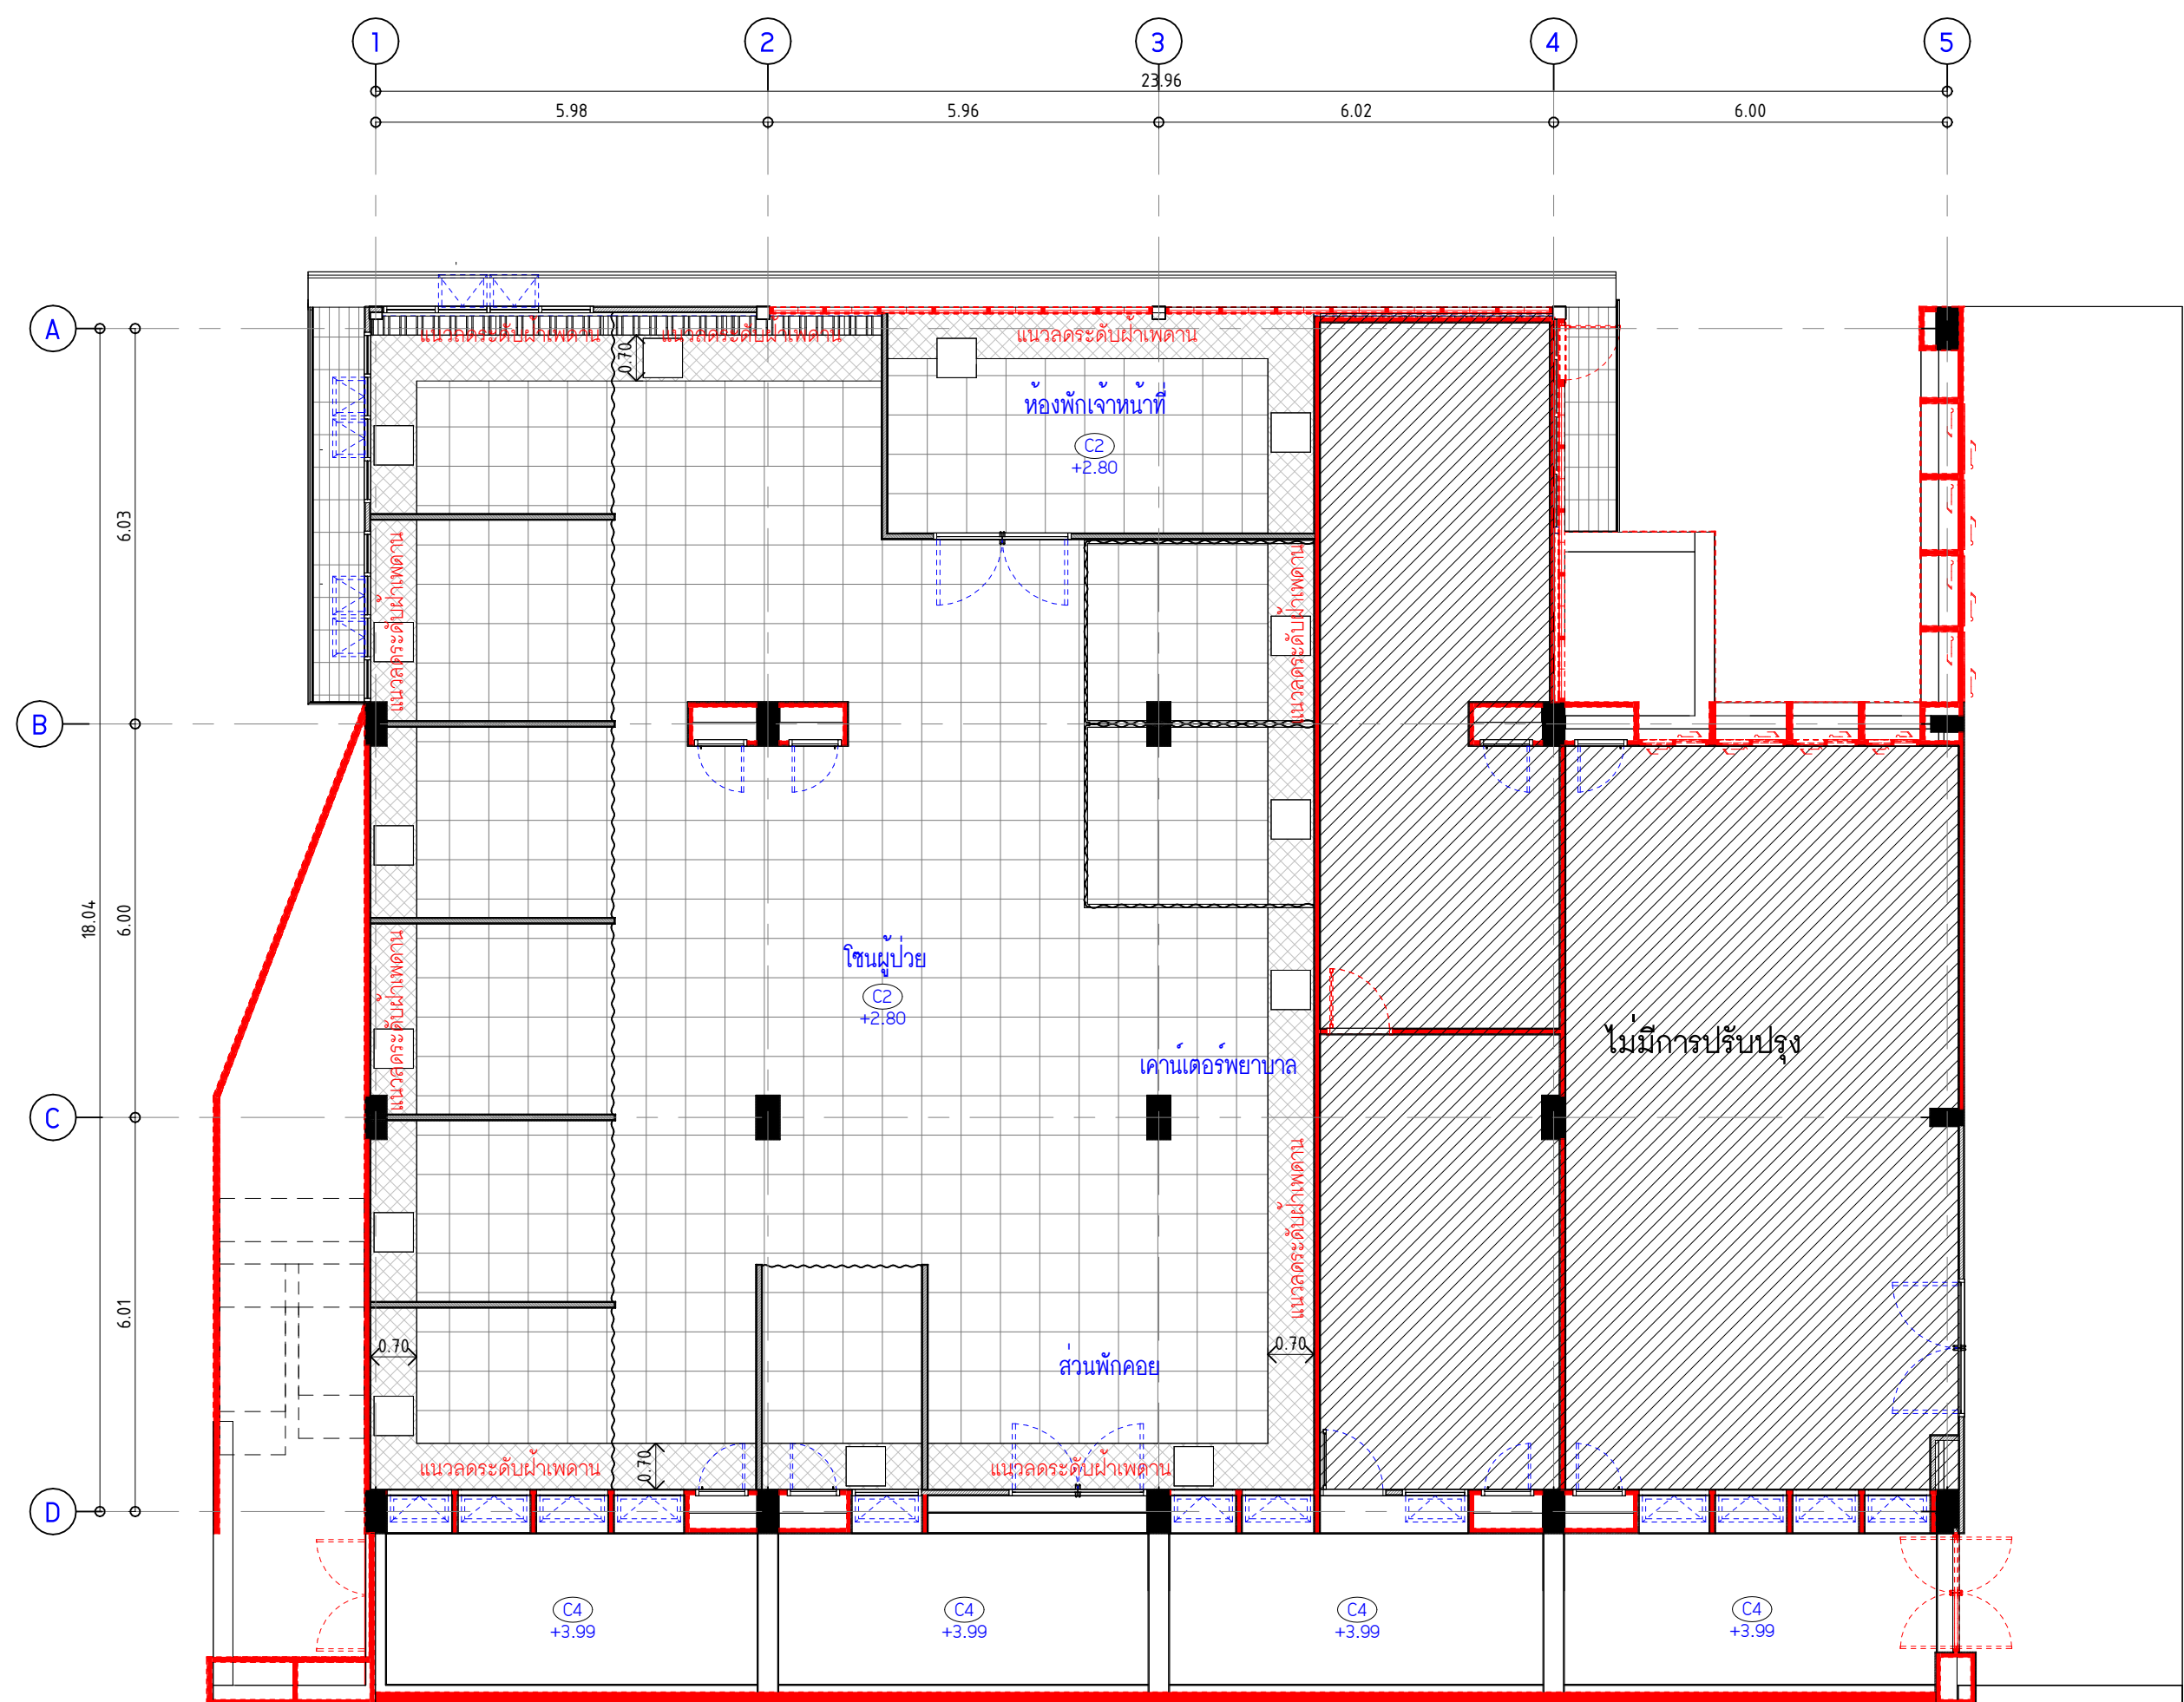 1 2 3 4 5
23.96
5.98 5.96 6.02 6.00
A
แนวลดระดับฝ้าเพดาน แนวลดระดับฝ้าเพดาน แนวลดระดับฝ้าเพดาน
0.70
ห้องพักเจ้าหน้าที่
C2
+2.80
6.03
แนวลดระดับฝ้าเพดาน
แนวลดระดับฝ้าเพดาน
B
18.04
6.00
แนวลดระดับฝ้าเพดาน
โซนผู้ป่วย
C2
+2.80
เคาน์เตอร์พยาบาล
ไม่มีการปรับปรุง
C
แนวลดระดับฝ้าเพดาน
6.01
0.70
0.70
ส่วนพักคอย
0.70
แนวลดระดับฝ้าเพดาน แนวลดระดับฝ้าเพดาน
D
C4 C4 C4 C4
+3.99 +3.99 +3.99 +3.99